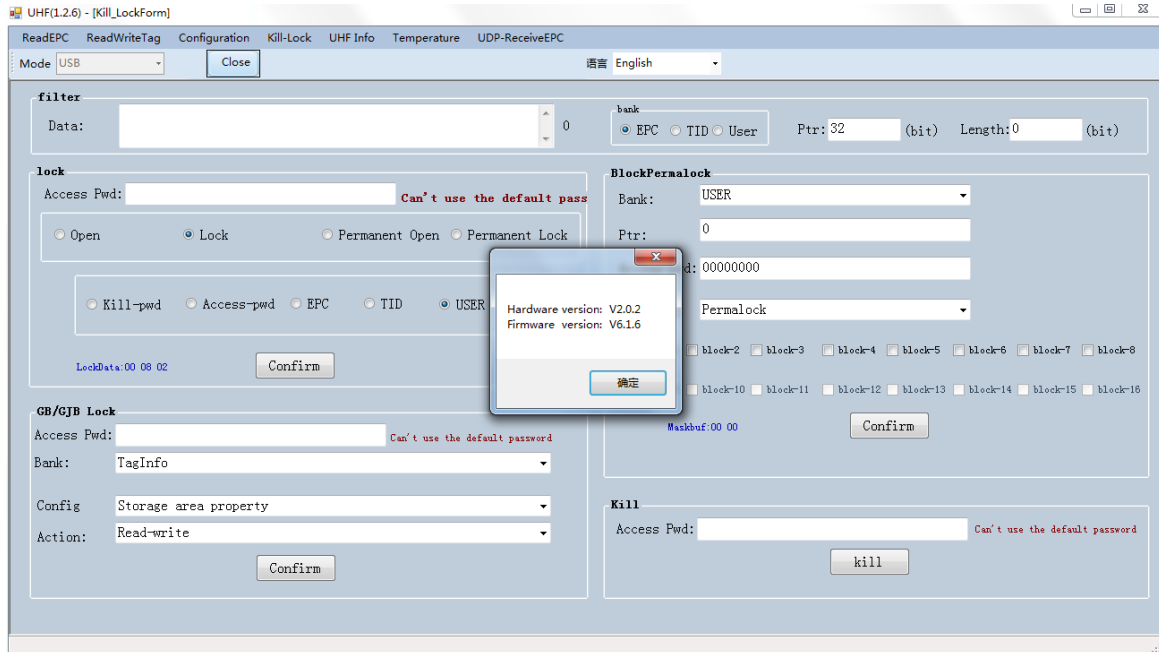 UHF(1.2.6) - [Kill_LockForm]
ReadEPC ReadWriteTag Configuration Kill-Lock UHF Info Temperature UDP-ReceiveEPC
Mode USB Close 语言 English
filter
Data: 0
bank
EPC TID User Ptr: 32 (bit) Length: 0 (bit)
lock
Access Pwd: Can't use the default pass
Open Lock Permanent Open Permanent Lock
Kill-pwd Access-pwd EPC TID USER
LockData:00 08 02 Confirm
BlockPermalock
Bank: USER
Ptr: 0
d: 00000000
Permalock
block-2 block-3 block-4 block-5 block-6 block-7 block-8
block-10 block-11 block-12 block-13 block-14 block-15 block-16
Maskbuf:00 00 Confirm
Hardware version: V2.0.2
Firmware version: V6.1.6
确定
GB/GJB Lock
Access Pwd: Can't use the default password
Bank: TagInfo
Config Storage area property
Action: Read-write
Confirm
Kill
Access Pwd: Can't use the default password
kill